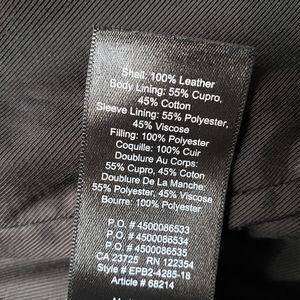 Shell: 100% Leather
Body Lining: 55% Cupro,
45% Cotton
Sleeve Lining: 55% Polyester,
45% Viscose
Filling: 100% Polyester
Coquille: 100% Cuir
Doublure Au Corps:
55% Cupro, 45% Coton
Doublure De La Manche:
55% Polyester, 45% Viscose
Bourre: 100% Polyester
P.O. # 4500086533
P.O. # 4500086534
P.O. # 4500086535
CA 23725 RN 122354
Style # EPB2-4285-18
Article # 68214